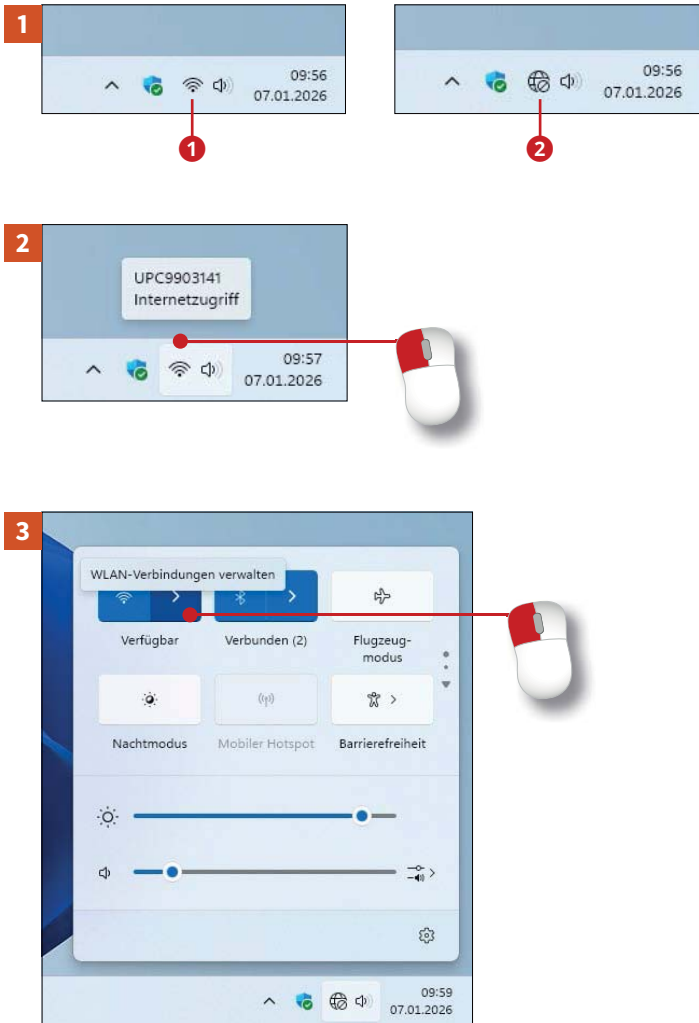 1
09:56
07.01.2026
1
09:56
07.01.2026
2
2
UPC9903141
Internetzugriff
09:57
07.01.2026
3
WLAN-Verbindungen verwalten
Verfügbar
Verbunden (2)
Flugzeug-
modus
Nachtmodus
Mobiler Hotspot
Barrierefreiheit
09:59
07.01.2026